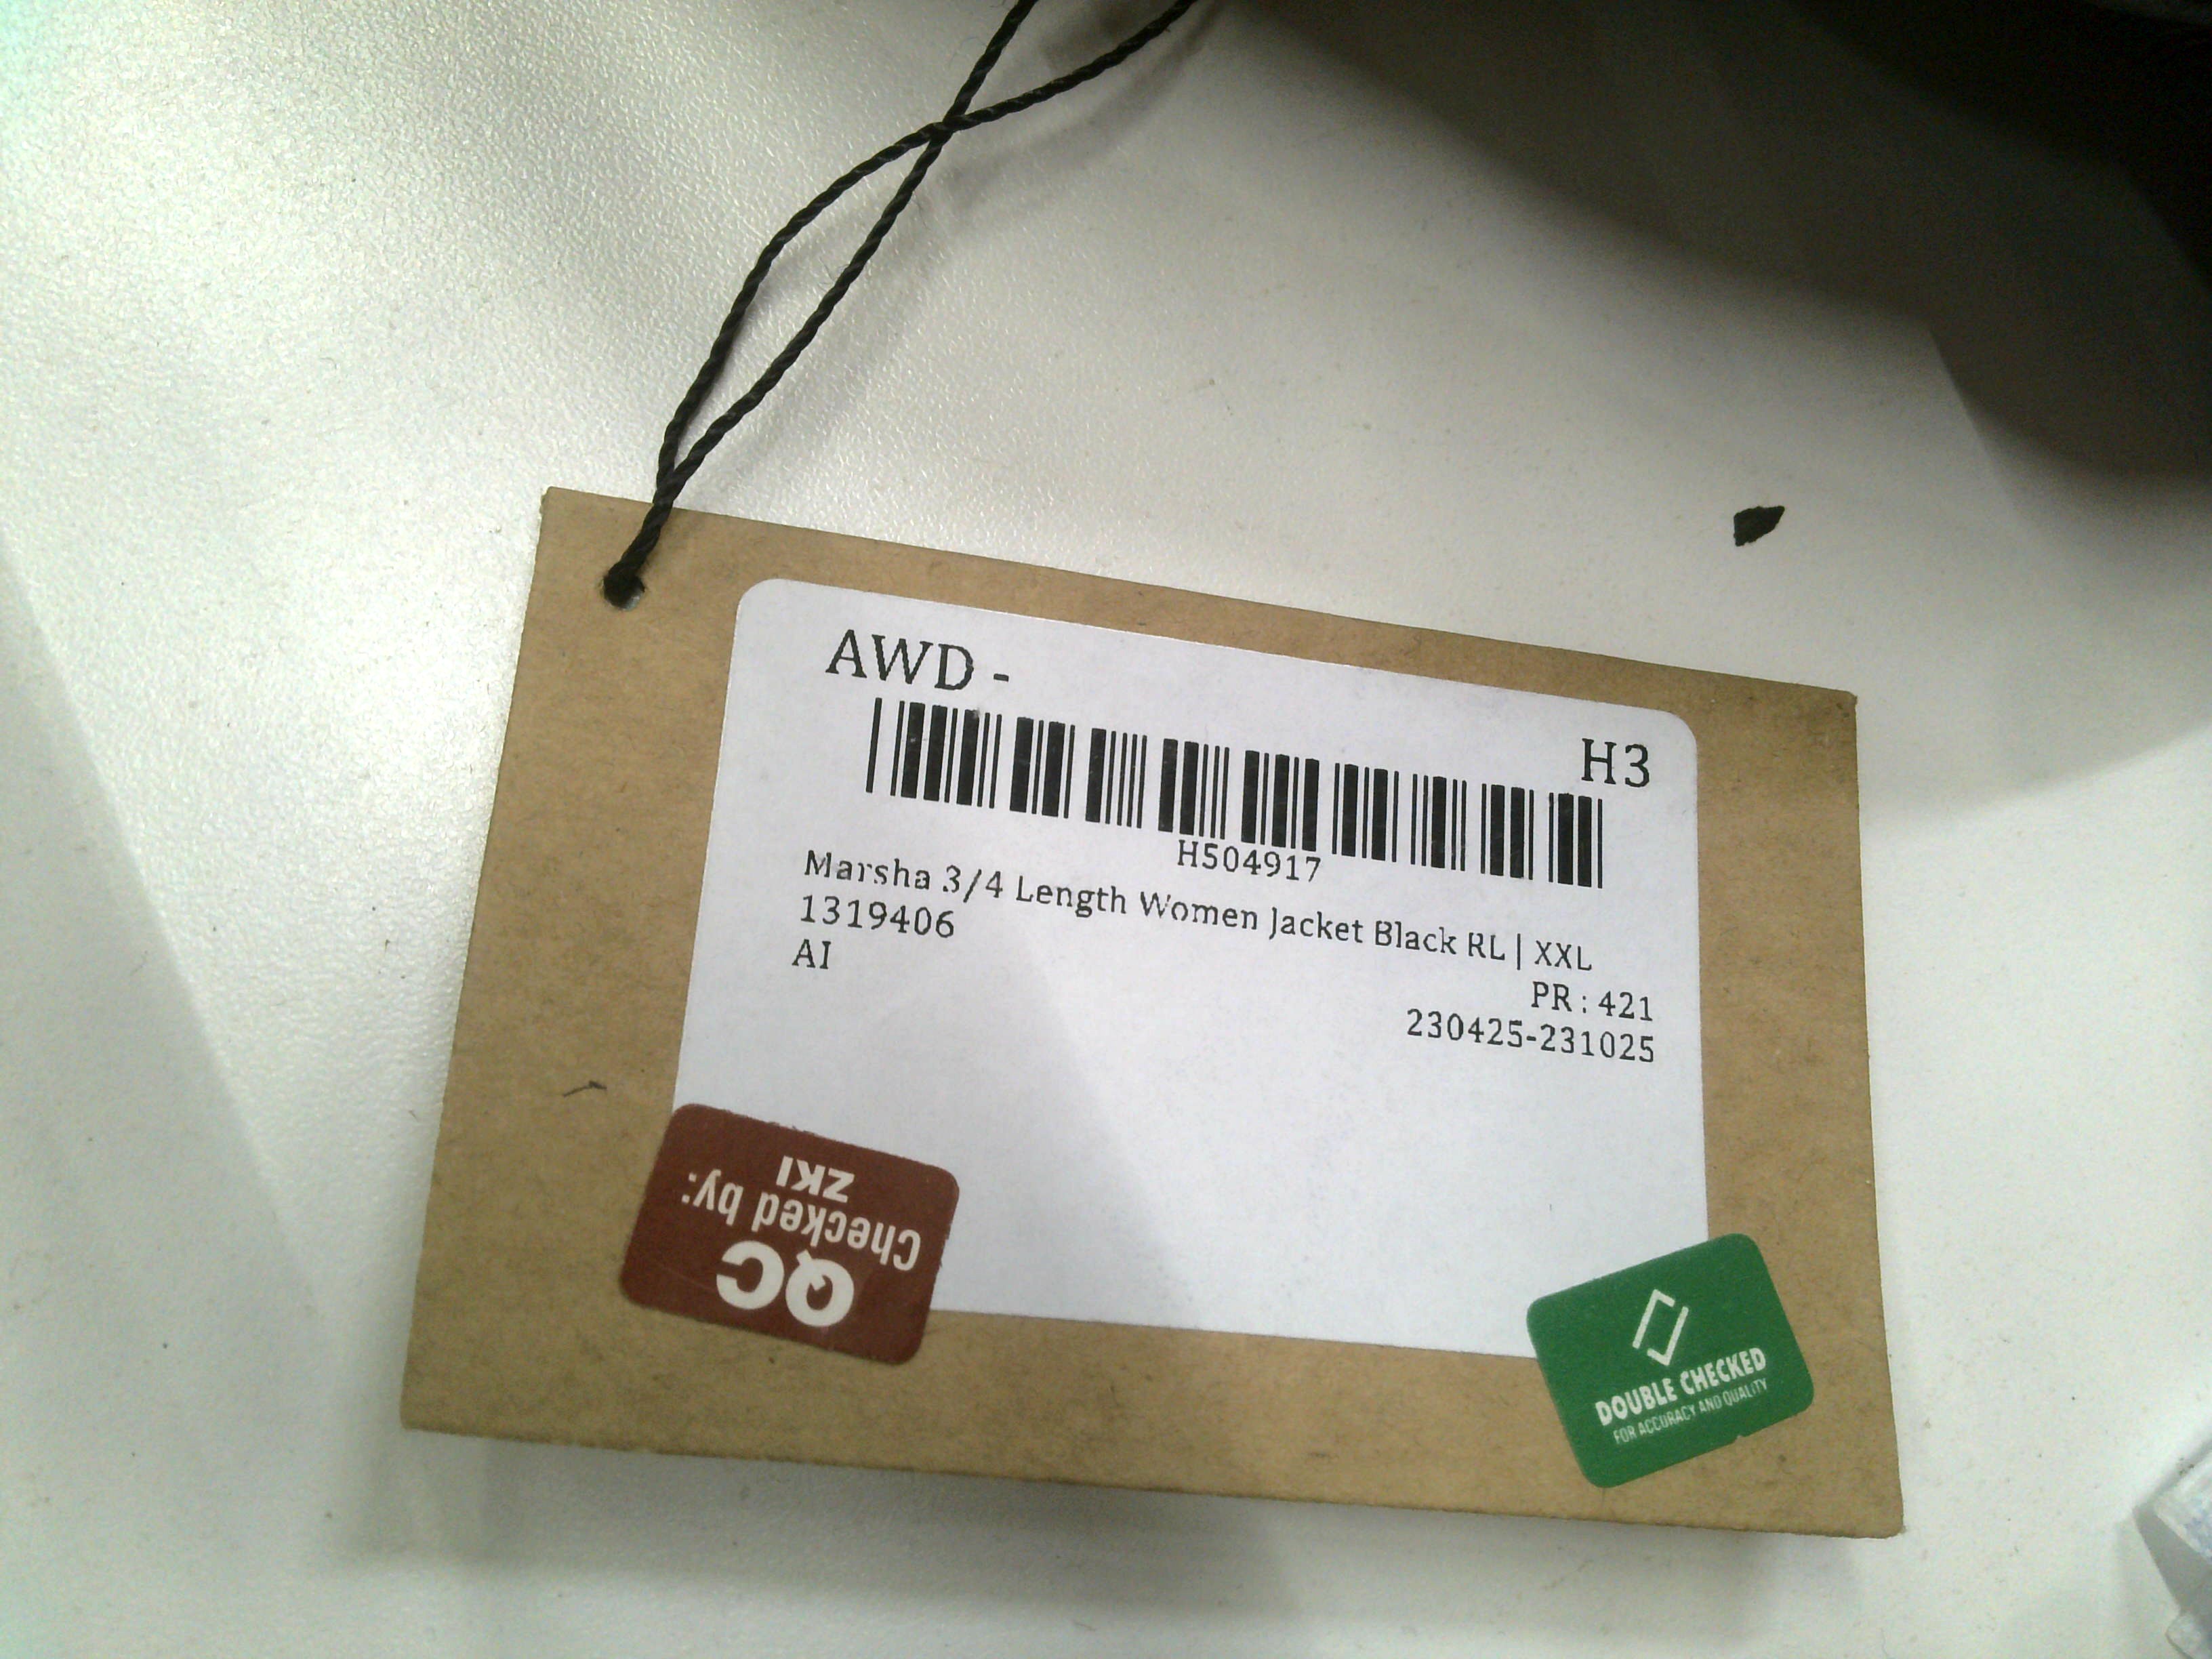 AWD -
H3
H504917
Marsha 3/4 Length Women Jacket Black RL | XXL
1319406
PR : 421
AI
230425-231025
QC
Checked by:
ZKI
DOUBLE CHECKED
FOR ACCURACY AND QUALITY